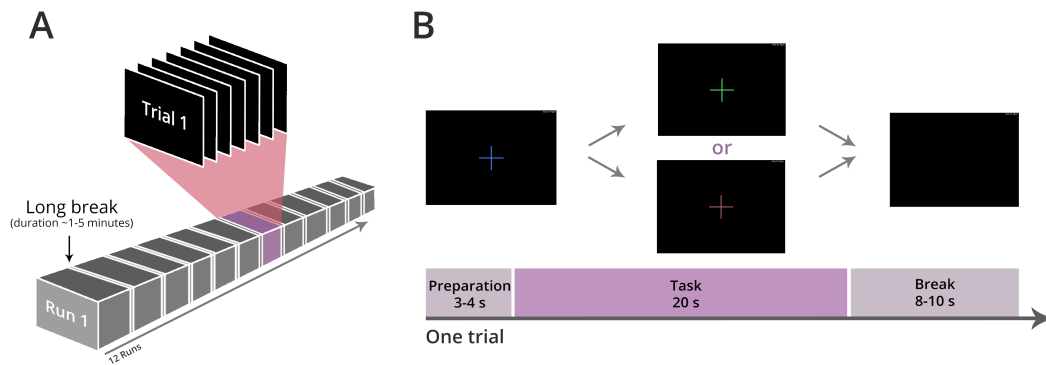 A
Trial 1
Long break
(duration ~1-5 minutes)
Run 1
12 Runs
B
or
Preparation
3-4 s
Task
20 s
Break
8-10 s
One trial